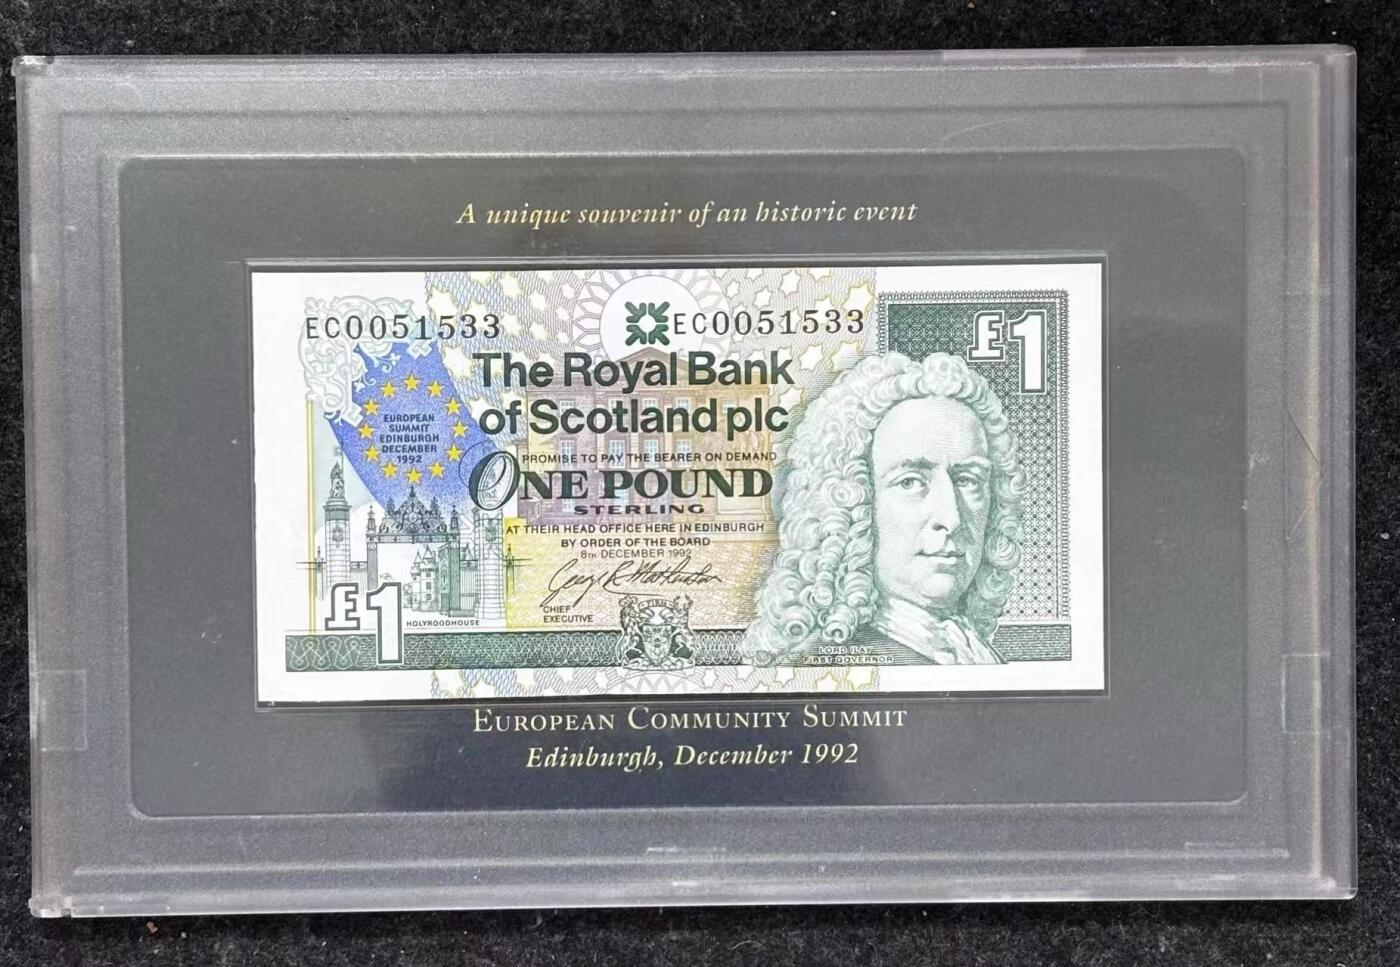 A unique souvenir of an historic event
EC0051533
EC0051533
£1
The Royal Bank
of Scotland plc
EUROPEAN
SUMMIT
EDINBURGH
DECEMBER
1992
PROMISE TO PAY THE BEARER ON DEMAND
ONE POUND
STERLING
AT THEIR HEAD OFFICE HERE IN EDINBURGH
BY ORDER OF THE BOARD
8TH DECEMBER 1992
George R Mathewson
CHIEF
EXECUTIVE
£1
HOLYROODHOUSE
LORD ILAY
FIRST GOVERNOR
EUROPEAN COMMUNITY SUMMIT
Edinburgh, December 1992